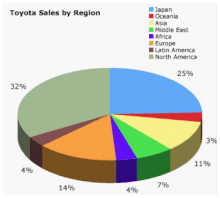 Toyota Sales by Region
Japan
Oceania
Asia
Middle East
Africa
Europe
Latin America
North America
25%
32%
3%
11%
4%
7%
14%
4%